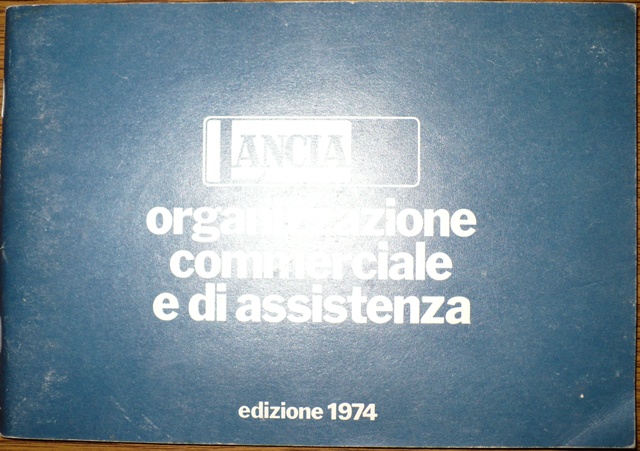 LANCIA
organizzazione
commerciale
e di assistenza
edizione 1974